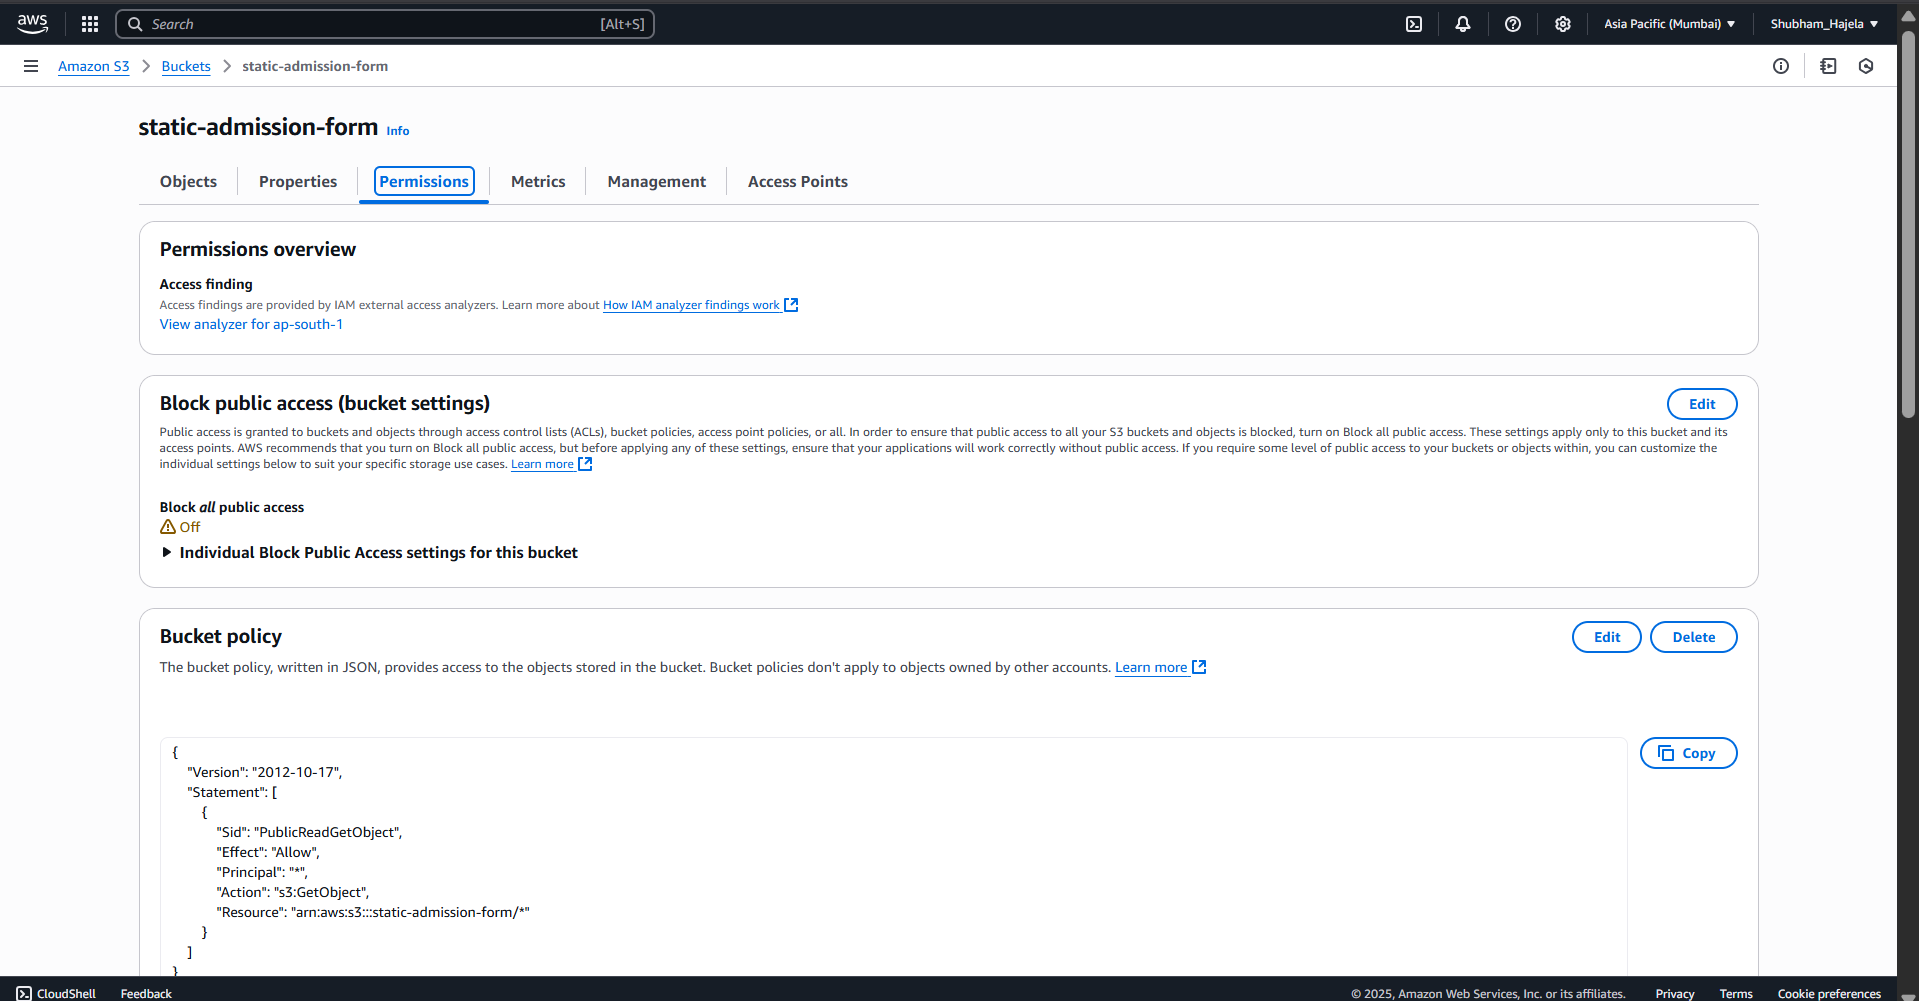 aws
Search [Alt+S]
Asia Pacific (Mumbai) Shubham_Hajela
Amazon S3 Buckets static-admission-form
static-admission-form Info
Objects Properties Permissions Metrics Management Access Points
Permissions overview
Access finding
Access findings are provided by IAM external access analyzers. Learn more about How IAM analyzer findings work
View analyzer for ap-south-1
Block public access (bucket settings) Edit
Public access is granted to buckets and objects through access control lists (ACLs), bucket policies, access point policies, or all. In order to ensure that public access to all your S3 buckets and objects is blocked, turn on Block all public access. These settings apply only to this bucket and its
access points. AWS recommends that you turn on Block all public access, but before applying any of these settings, ensure that your applications will work correctly without public access. If you require some level of public access to your buckets or objects within, you can customize the
individual settings below to suit your specific storage use cases. Learn more
Block all public access
Off
Individual Block Public Access settings for this bucket
Bucket policy Edit Delete
The bucket policy, written in JSON, provides access to the objects stored in the bucket. Bucket policies don't apply to objects owned by other accounts. Learn more
Copy
{
"Version": "2012-10-17",
"Statement": [
{
"Sid": "PublicReadGetObject",
"Effect": "Allow",
"Principal": "*",
"Action": "s3:GetObject",
"Resource": "arn:aws:s3:::static-admission-form/*"
}
]
}
CloudShell Feedback © 2025, Amazon Web Services, Inc. or its affiliates. Privacy Terms Cookie preferences